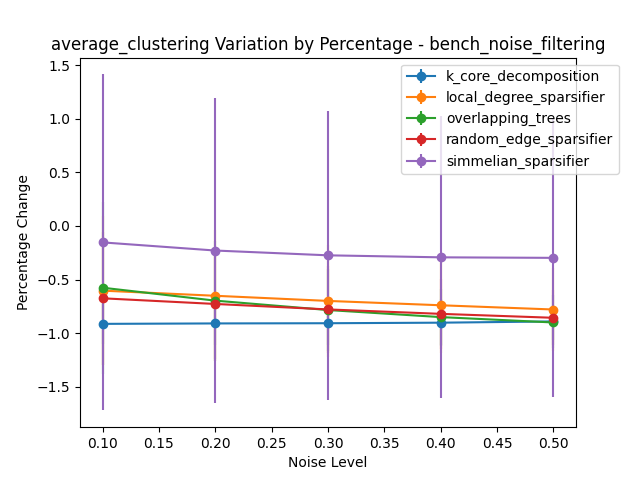 average_clustering Variation by Percentage - bench_noise_filtering
1.5
1.0
0.5
0.0
−0.5
−1.0
−1.5
Percentage Change
k_core_decomposition
local_degree_sparsifier
overlapping_trees
random_edge_sparsifier
simmelian_sparsifier
0.10 0.15 0.20 0.25 0.30 0.35 0.40 0.45 0.50
Noise Level